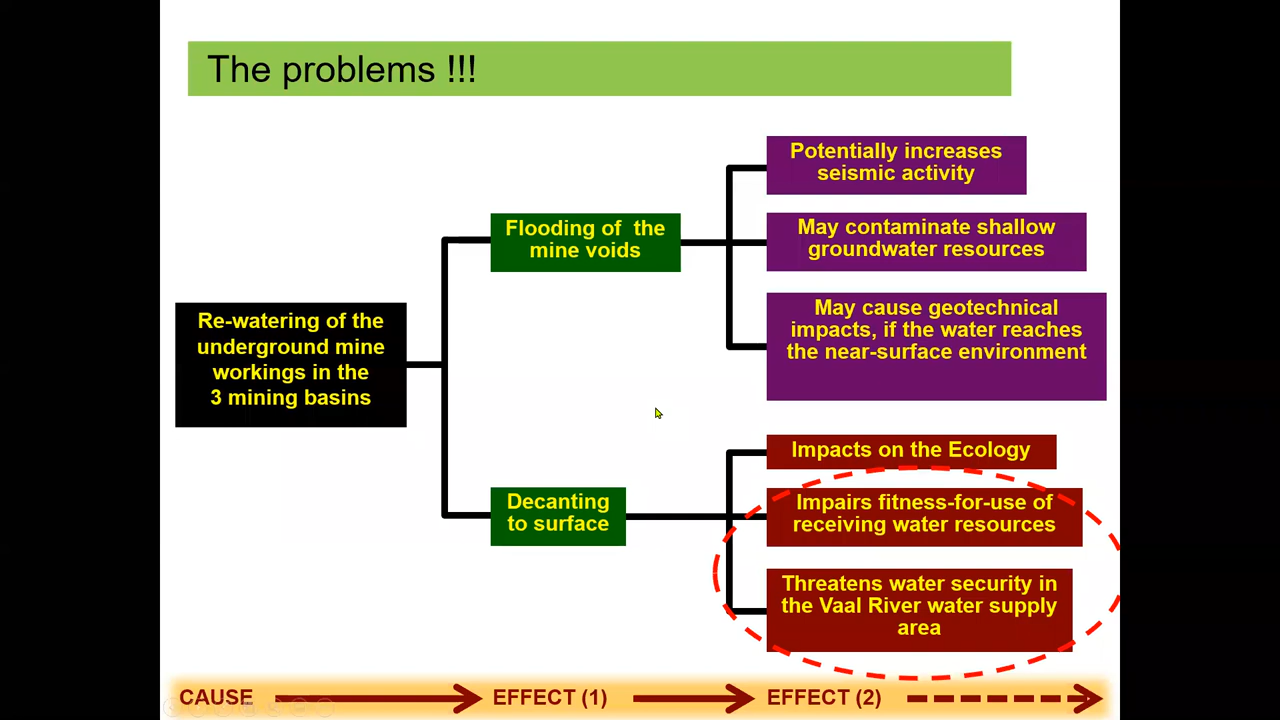 The problems !!!
Potentially increases
seismic activity
Flooding of the
mine voids
May contaminate shallow
groundwater resources
May cause geotechnical
impacts, if the water reaches
the near-surface environment
Re-watering of the
underground mine
workings in the
3 mining basins
Impacts on the Ecology
Decanting
to surface
Impairs fitness-for-use of
receiving water resources
Threatens water security in
the Vaal River water supply
area
CAUSE
EFFECT (1)
EFFECT (2)